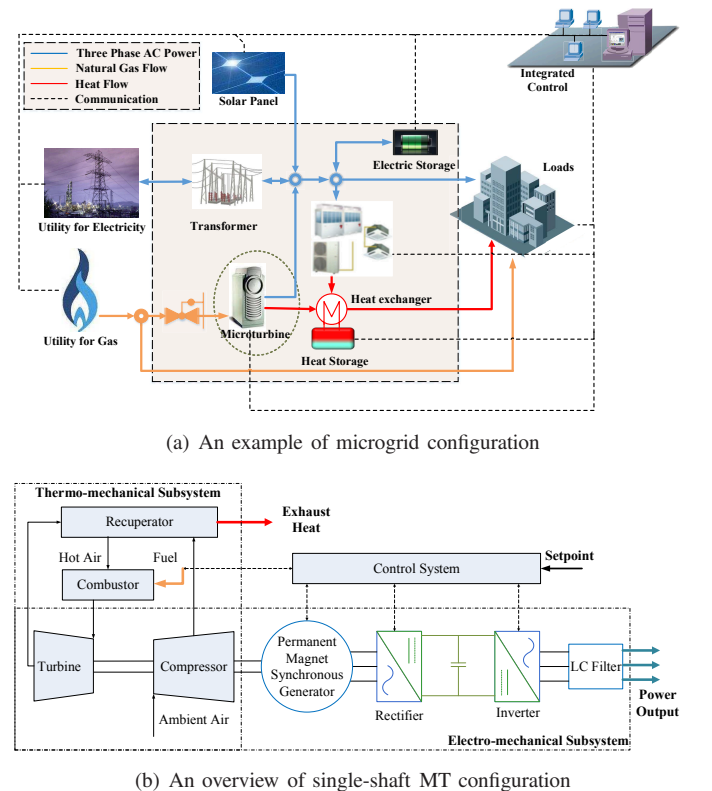 Three Phase AC Power
Natural Gas Flow
Heat Flow
Communication
Solar Panel
Integrated
Control
Electric Storage
Loads
Utility for Electricity
Transformer
Heat exchanger
M
Microturbine
Utility for Gas
Heat Storage
(a) An example of microgrid configuration
Thermo-mechanical Subsystem
Recuperator
Exhaust
Heat
Hot Air
Fuel
Setpoint
Combustor
Control System
Turbine
Compressor
Permanent
Magnet
Synchronous
Generator
LC Filter
Rectifier
Inverter
Power
Output
Ambient Air
Electro-mechanical Subsystem
(b) An overview of single-shaft MT configuration